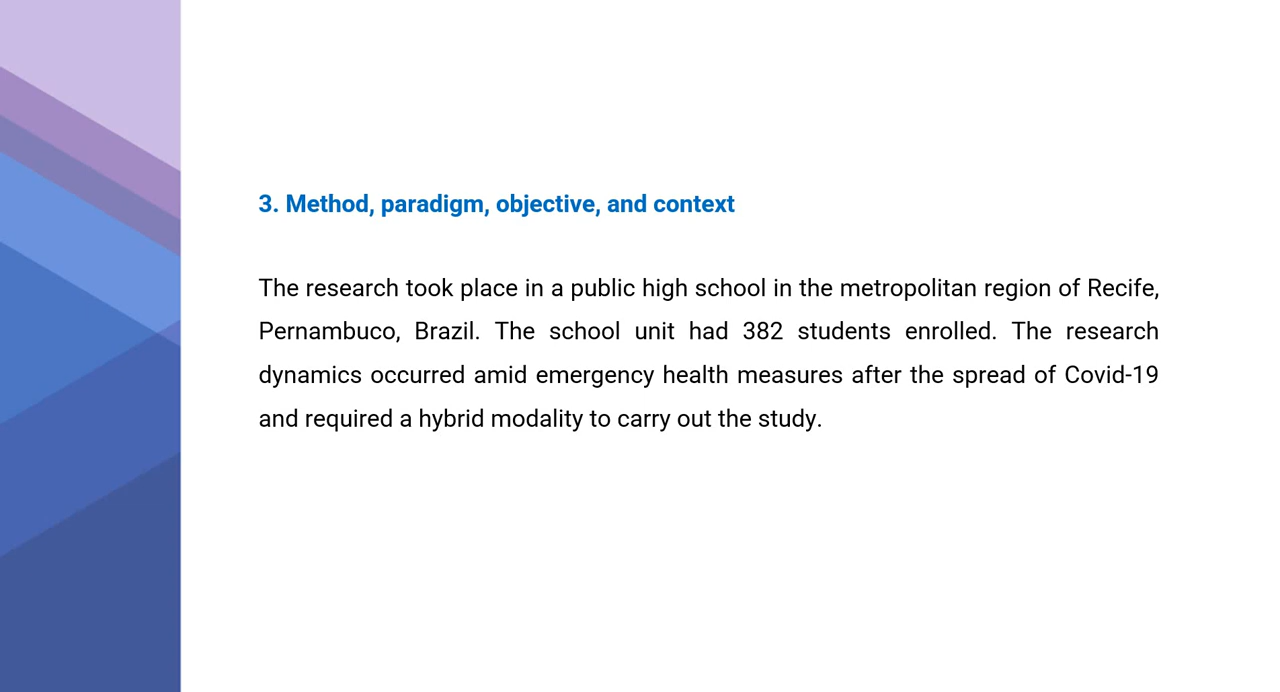 3. Method, paradigm, objective, and context
The research took place in a public high school in the metropolitan region of Recife,
Pernambuco, Brazil. The school unit had 382 students enrolled. The research
dynamics occurred amid emergency health measures after the spread of Covid-19
and required a hybrid modality to carry out the study.